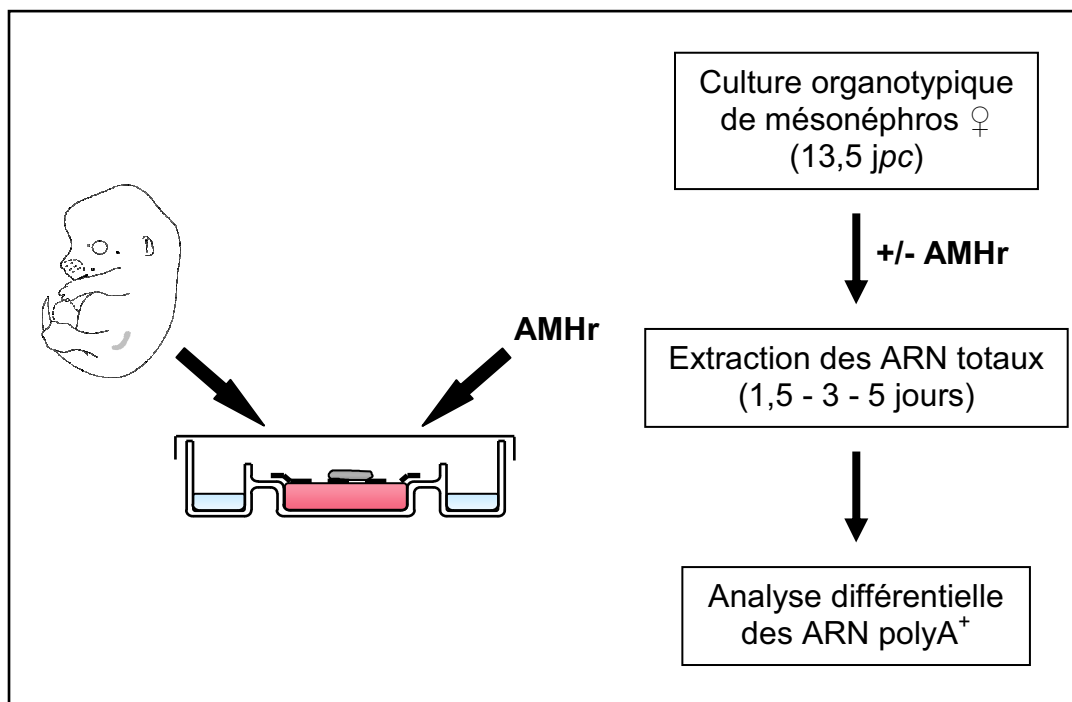 Culture organotypique
de mésonéphros ♀
(13,5 jpc)
+/- AMHr
AMHr
Extraction des ARN totaux
(1,5 - 3 - 5 jours)
Analyse différentielle
des ARN polyA⁺